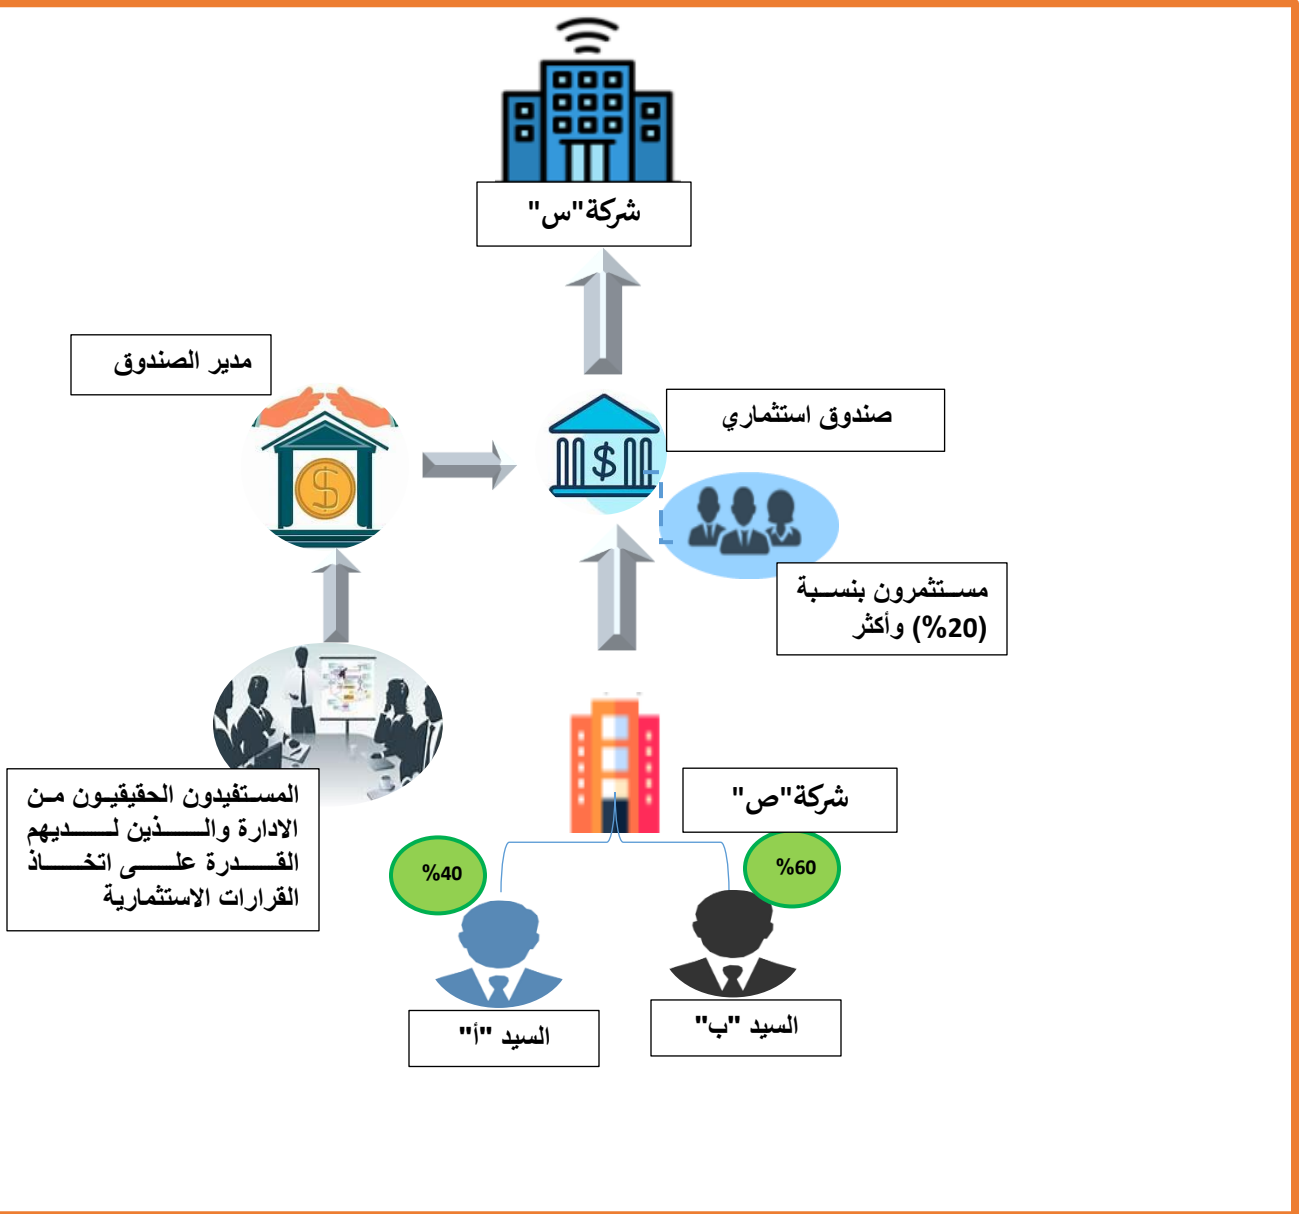 شركة"س"
مدير الصندوق
صندوق استثماري
مستثمرون بنسبة
(20%) وأكثر
شركة"ص"
المستفيدون الحقيقيون من
الادارة والذين لديهم
القدرة على اتخاذ
القرارات الاستثمارية
%60
%40
السيد "ب"
السيد "أ"